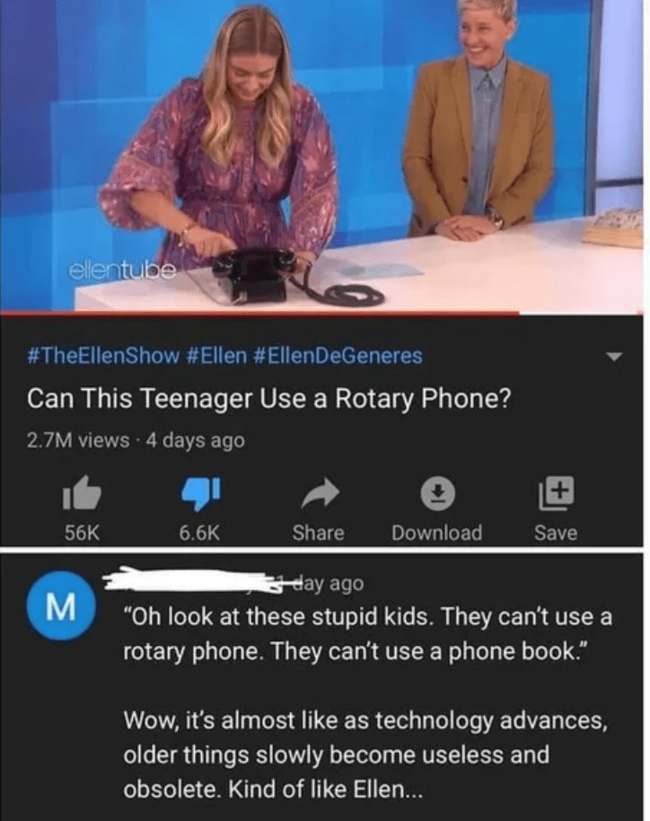 ellentube
#TheEllenShow #Ellen #EllenDeGeneres
Can This Teenager Use a Rotary Phone?
2.7M views · 4 days ago
56K 6.6K Share Download Save
M
day ago
"Oh look at these stupid kids. They can't use a
rotary phone. They can't use a phone book."
Wow, it's almost like as technology advances,
older things slowly become useless and
obsolete. Kind of like Ellen...